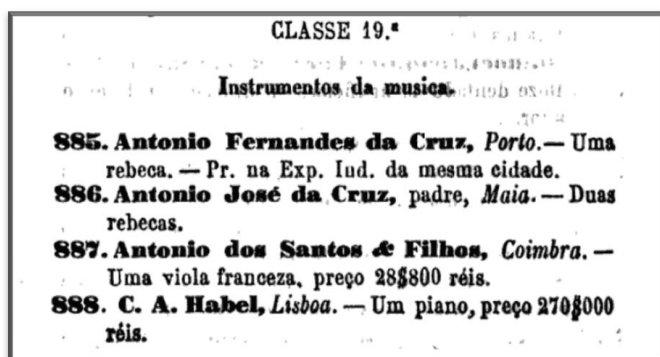 CLASSE 19.ª
Instrumentos da musica.
885. Antonio Fernandes da Cruz, Porto.— Uma
rebeca. — Pr. na Exp. Iud. da mesma cidade.
886. Antonio José da Cruz, padre, Maia. — Duas
rebecas.
887. Antonio dos Santos & Filhos, Coimbra. —
Uma viola franceza, preço 28$800 réis.
888. C. A. Habel, Lisboa. — Um piano, preço 270$000
réis.